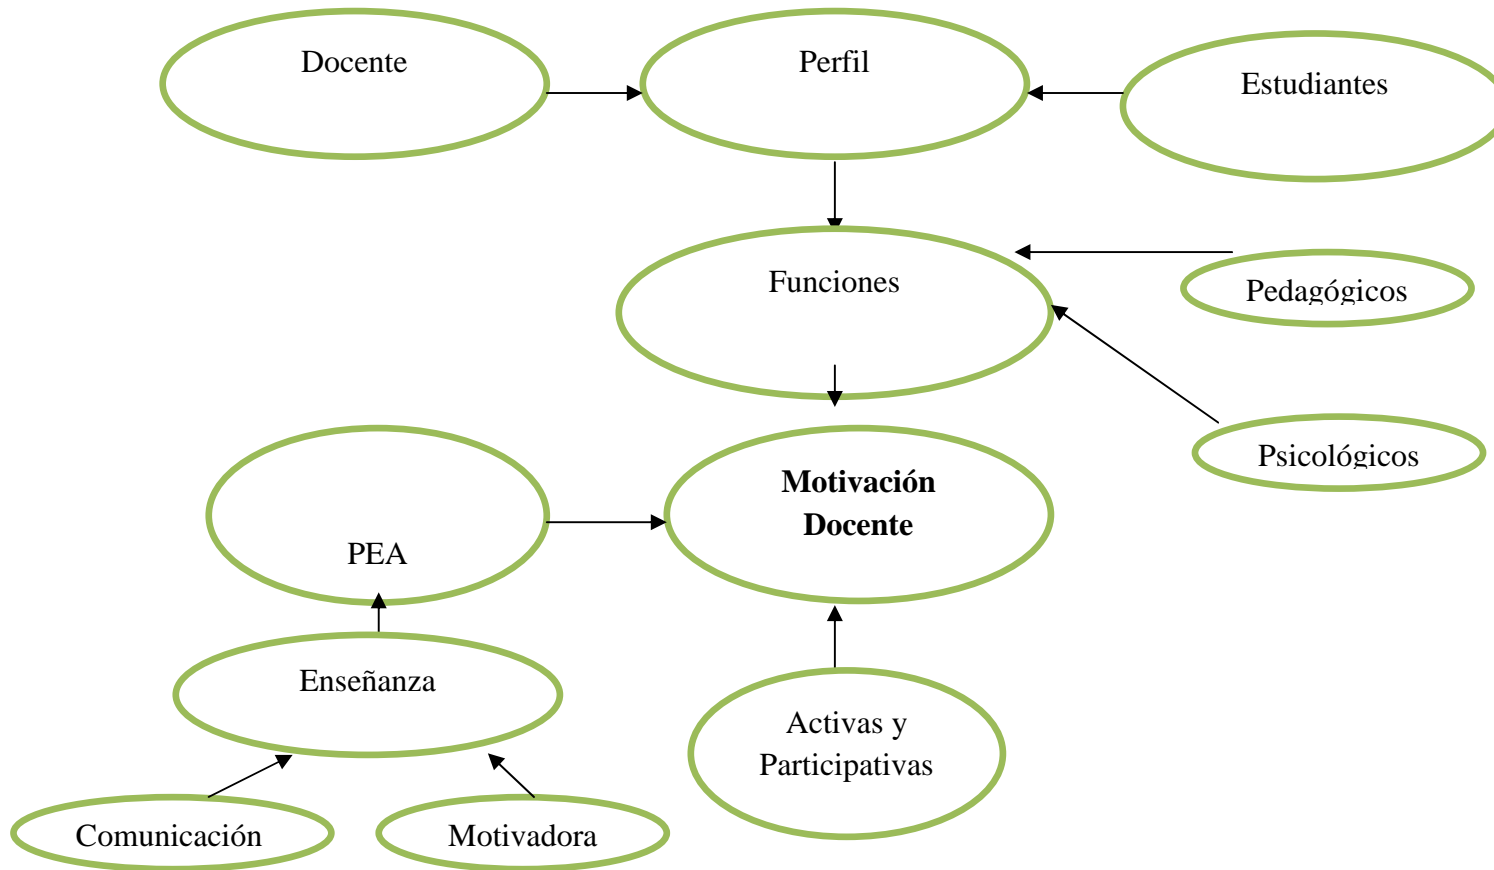 Docente
Perfil
Estudiantes
Funciones
Pedagógicos
Psicológicos
Motivación
Docente
PEA
Enseñanza
Activas y
Participativas
Comunicación
Motivadora